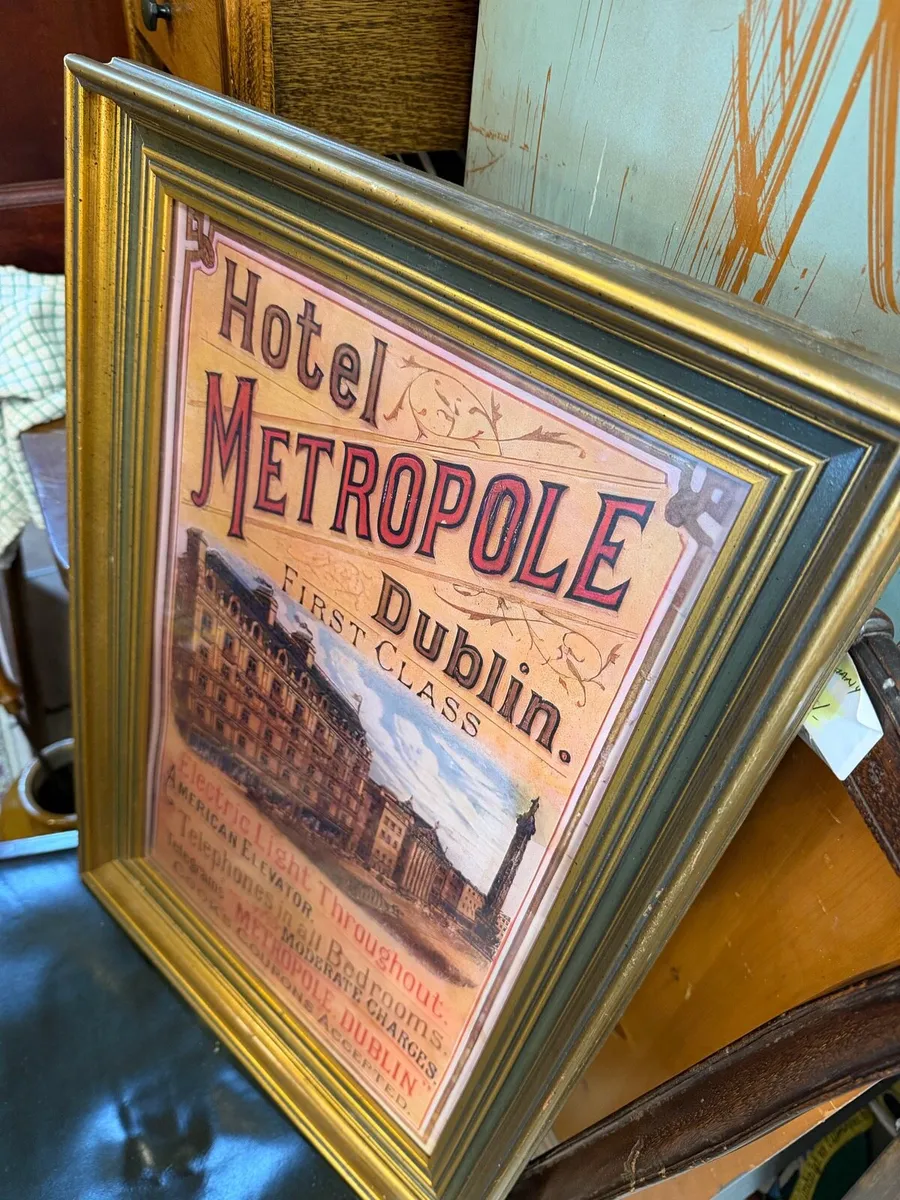 Hotel
METROPOLE
Dublin.
FIRST CLASS
Electric Light Throughout.
AMERICAN ELEVATOR
Telephones in all Bedrooms.
MODERATE CHARGES.
"METROPOLE DUBLIN"
COUPONS ACCEPTED.